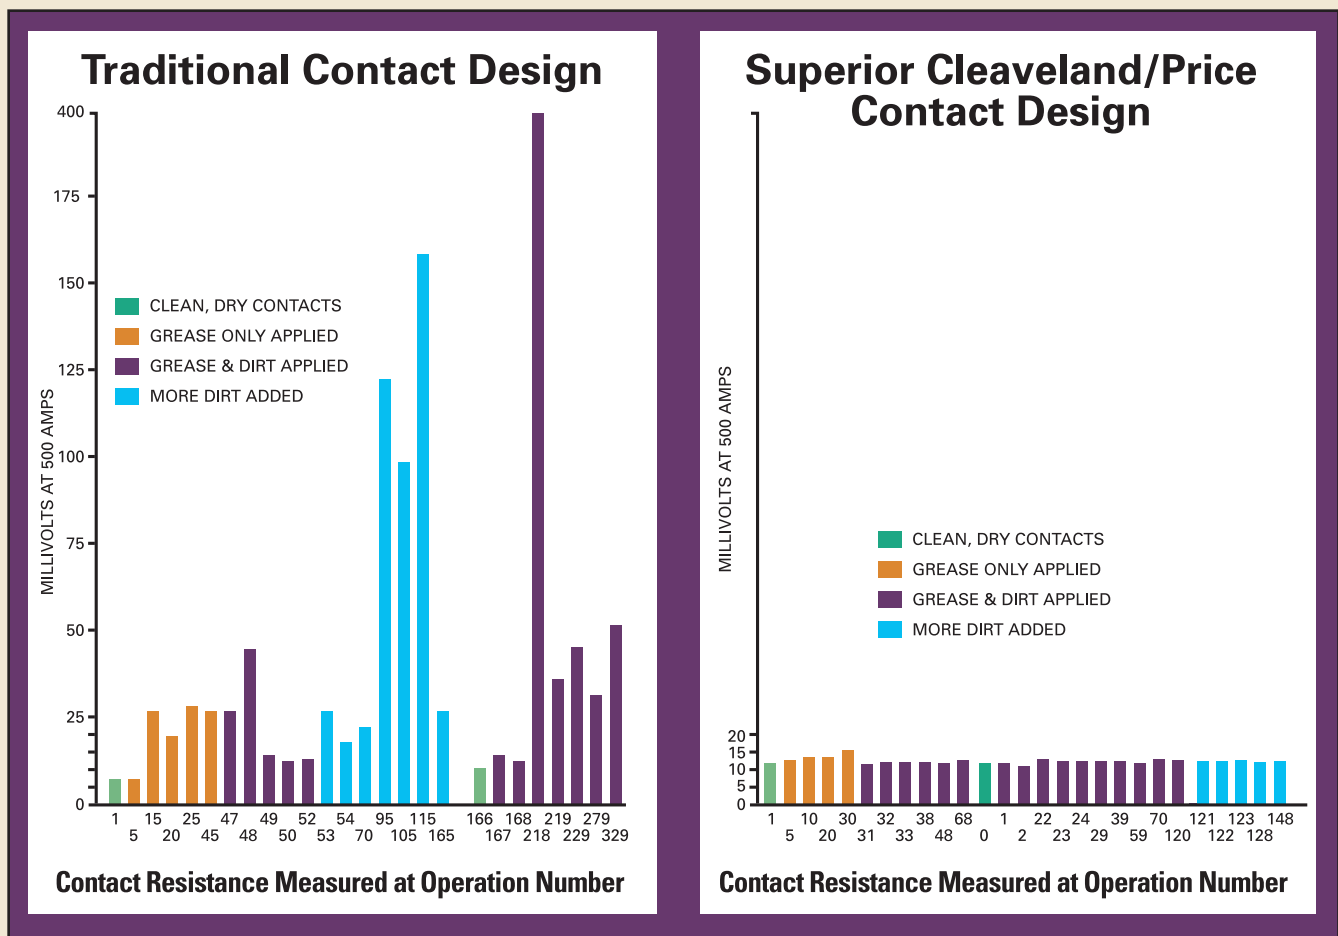 Traditional Contact Design
400
175
150
125
100
75
50
25
0
MILLIVOLTS AT 500 AMPS
CLEAN, DRY CONTACTS
GREASE ONLY APPLIED
GREASE & DIRT APPLIED
MORE DIRT ADDED
1 15 25 47 49 52 54 95 115 166 168 219 279
5 20 45 48 50 53 70 105 165 167 218 229 329
Contact Resistance Measured at Operation Number
Superior Cleaveland/Price
Contact Design
MILLIVOLTS AT 500 AMPS
CLEAN, DRY CONTACTS
GREASE ONLY APPLIED
GREASE & DIRT APPLIED
MORE DIRT ADDED
20
15
10
5
0
1 10 30 32 38 68 1 22 24 39 70 121 123 148
5 20 31 33 48 0 2 23 29 59 120 122 128
Contact Resistance Measured at Operation Number